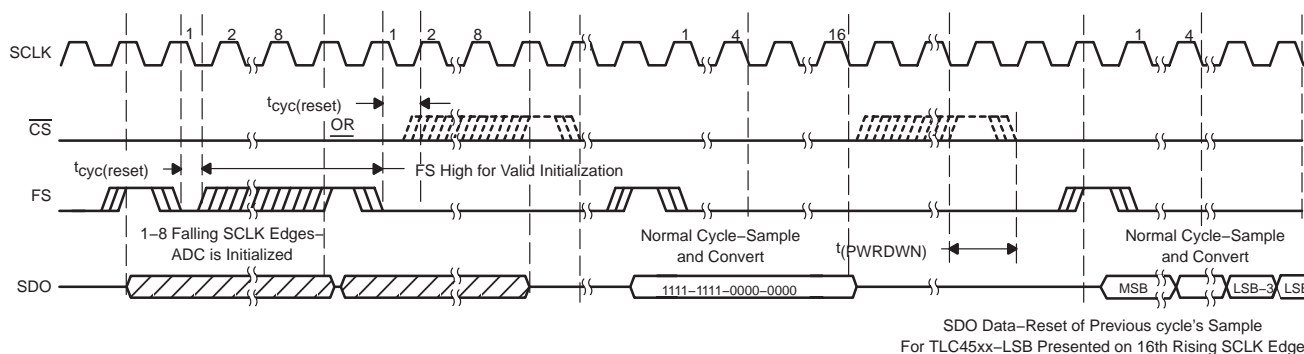 1 2 8 1 2 8 1 4 16 1 4
SCLK
tcyc(reset)
CS OR
tcyc(reset) FS High for Valid Initialization
FS
1–8 Falling SCLK Edges–
ADC is Initialized
Normal Cycle–Sample
and Convert
t(PWRDWN)
Normal Cycle–Sample
and Convert
SDO 1111–1111–0000–0000 MSB LSB–3 LSB
SDO Data–Reset of Previous cycle's Sample
For TLC45xx–LSB Presented on 16th Rising SCLK Edge